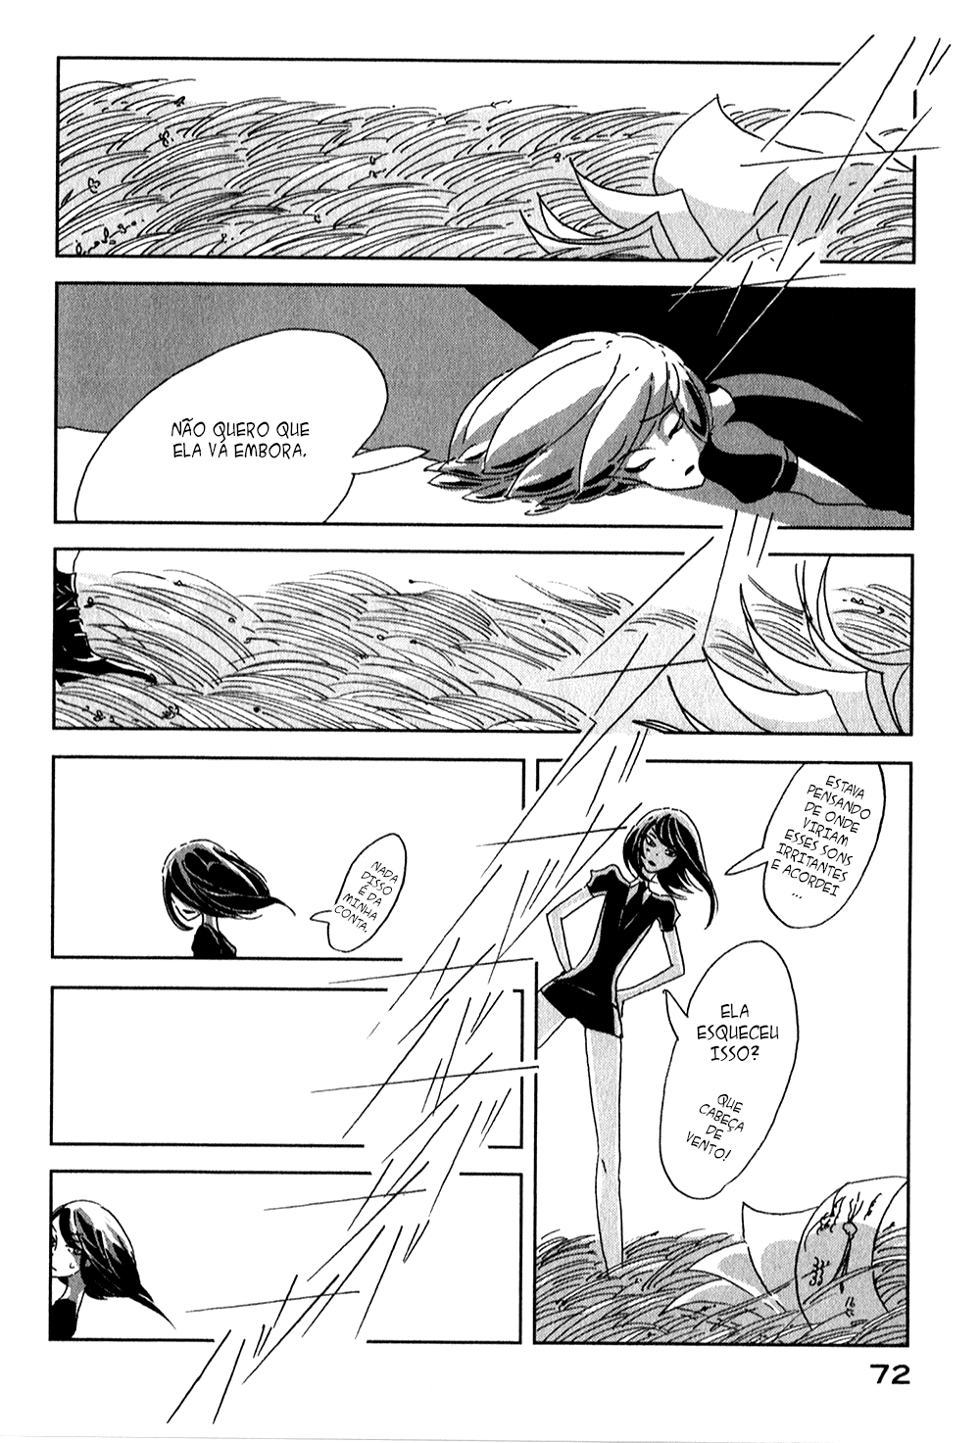 NÃO QUERO QUE
ELA VÁ EMBORA.
ESTAVA
PENSANDO
DE ONDE
VIRIAM
ESSES SONS
IRRITANTES
E ACORDEI
...
ELA
ESQUECEU
ISSO?
QUE
CABEÇA
DE
VENTO!
NADA
DISSO
É DA
MINHA
CONTA.
72